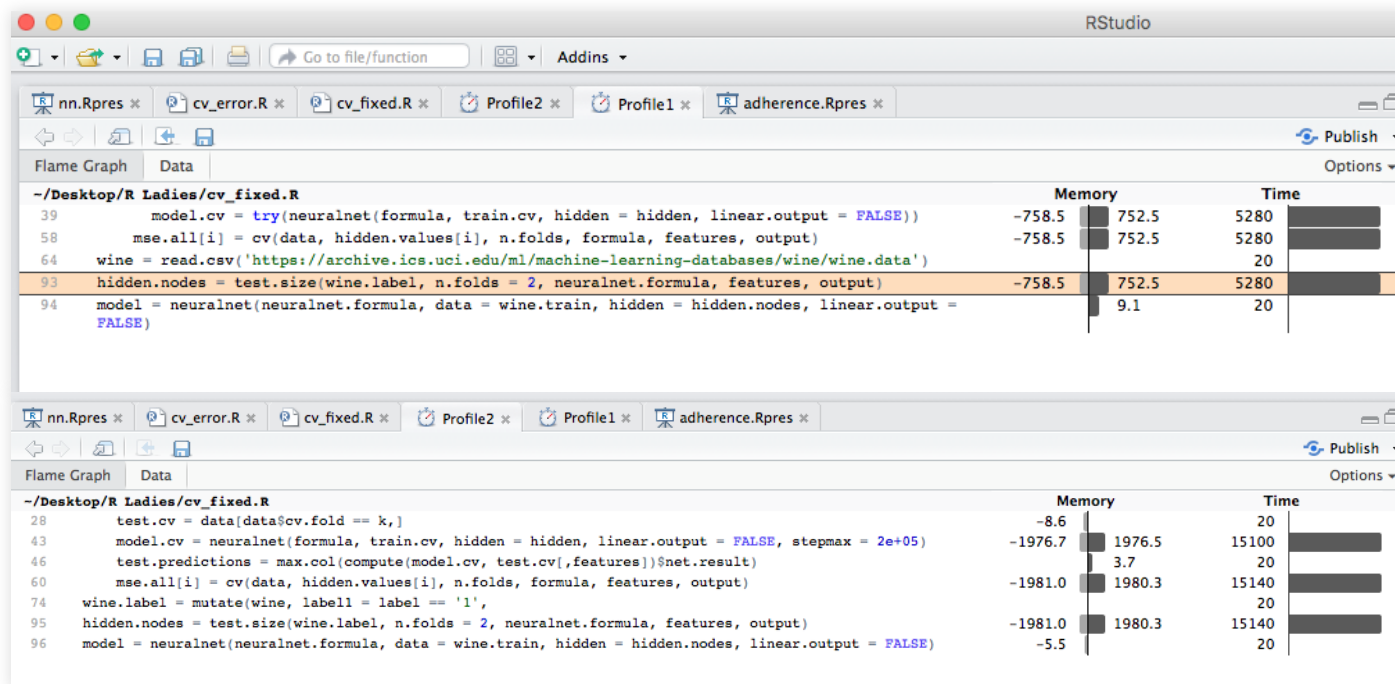 RStudio
Go to file/function Addins
nn.Rpres × cv_error.R × cv_fixed.R × Profile2 × Profile1 × adherence.Rpres ×
Publish
Flame Graph Data Options
~/Desktop/R Ladies/cv_fixed.R Memory Time
39 model.cv = try(neuralnet(formula, train.cv, hidden = hidden, linear.output = FALSE)) -758.5 752.5 5280
58 mse.all[i] = cv(data, hidden.values[i], n.folds, formula, features, output) -758.5 752.5 5280
64 wine = read.csv('https://archive.ics.uci.edu/ml/machine-learning-databases/wine/wine.data') 20
93 hidden.nodes = test.size(wine.label, n.folds = 2, neuralnet.formula, features, output) -758.5 752.5 5280
94 model = neuralnet(neuralnet.formula, data = wine.train, hidden = hidden.nodes, linear.output = 9.1 20
FALSE)
nn.Rpres × cv_error.R × cv_fixed.R × Profile2 × Profile1 × adherence.Rpres ×
Publish
Flame Graph Data Options
~/Desktop/R Ladies/cv_fixed.R Memory Time
28 test.cv = data[data$cv.fold == k,] -8.6 20
43 model.cv = neuralnet(formula, train.cv, hidden = hidden, linear.output = FALSE, stepmax = 2e+05) -1976.7 1976.5 15100
46 test.predictions = max.col(compute(model.cv, test.cv[,features])$net.result) 3.7 20
60 mse.all[i] = cv(data, hidden.values[i], n.folds, formula, features, output) -1981.0 1980.3 15140
74 wine.label = mutate(wine, label1 = label == '1', 20
95 hidden.nodes = test.size(wine.label, n.folds = 2, neuralnet.formula, features, output) -1981.0 1980.3 15140
96 model = neuralnet(neuralnet.formula, data = wine.train, hidden = hidden.nodes, linear.output = FALSE) -5.5 20